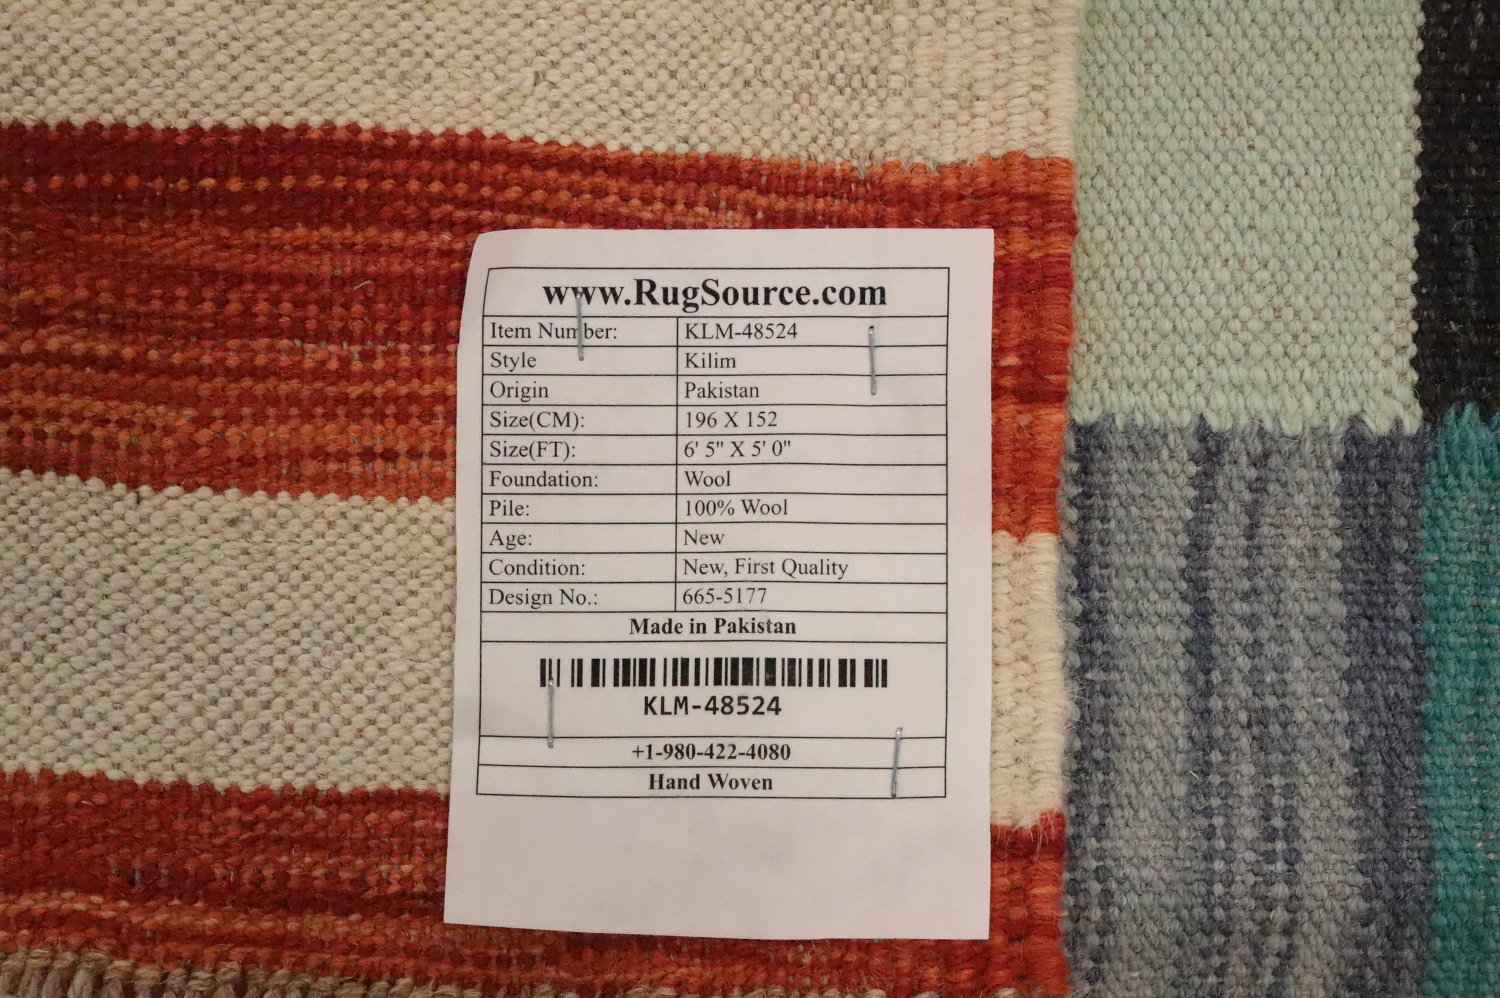 www.RugSource.com
Item Number: KLM-48524
Style Kilim
Origin Pakistan
Size(CM): 196 X 152
Size(FT): 6' 5" X 5' 0"
Foundation: Wool
Pile: 100% Wool
Age: New
Condition: New, First Quality
Design No.: 665-5177
Made in Pakistan
KLM-48524
+1-980-422-4080
Hand Woven